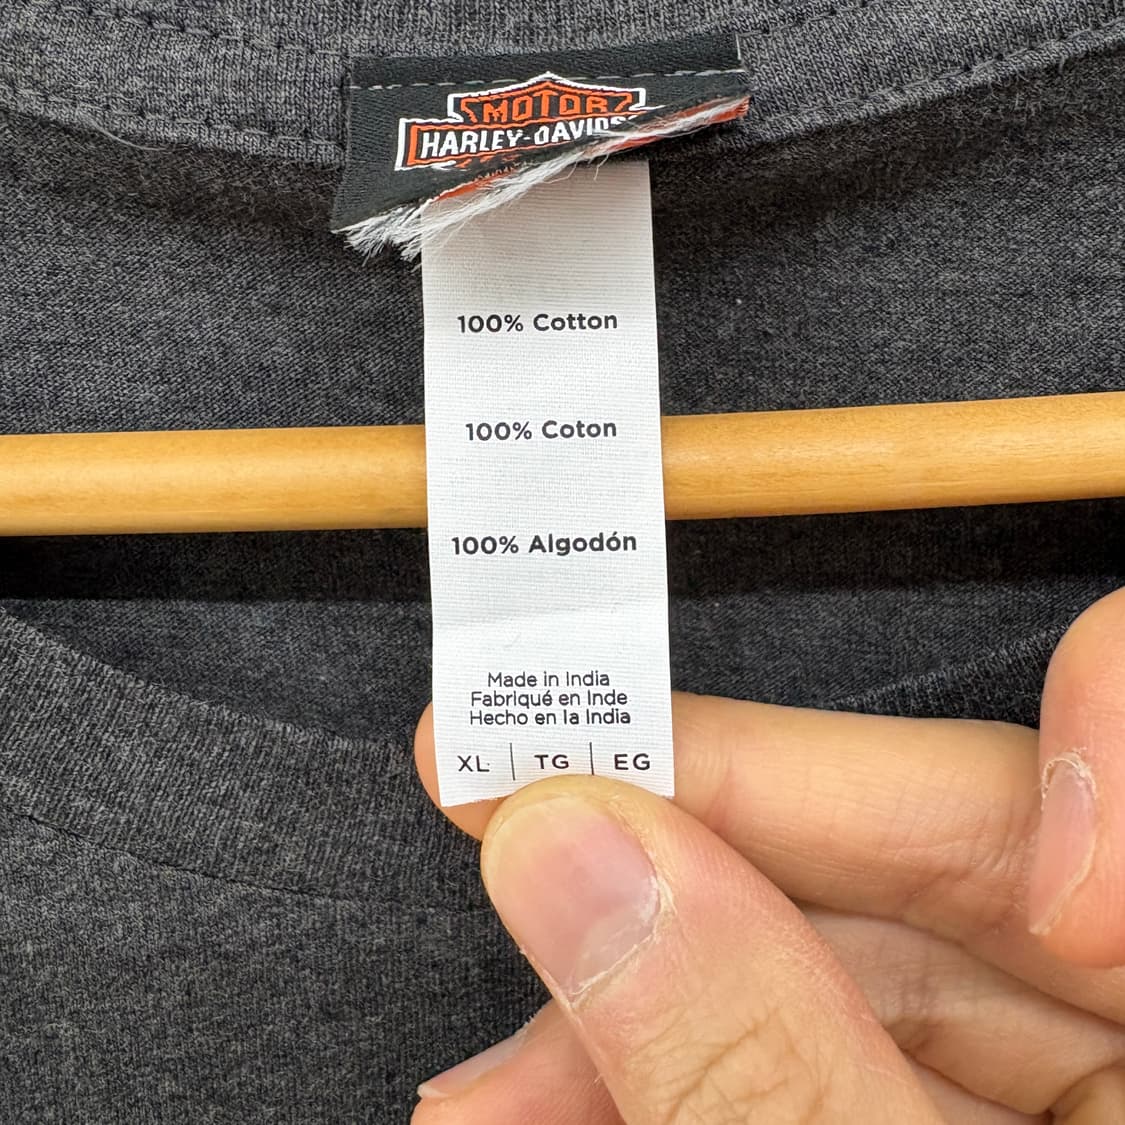 MOTOR
HARLEY-DAVIDS
100% Cotton
100% Coton
100% Algodón
Made in India
Fabriqué en Inde
Hecho en la India
XL | TG | EG